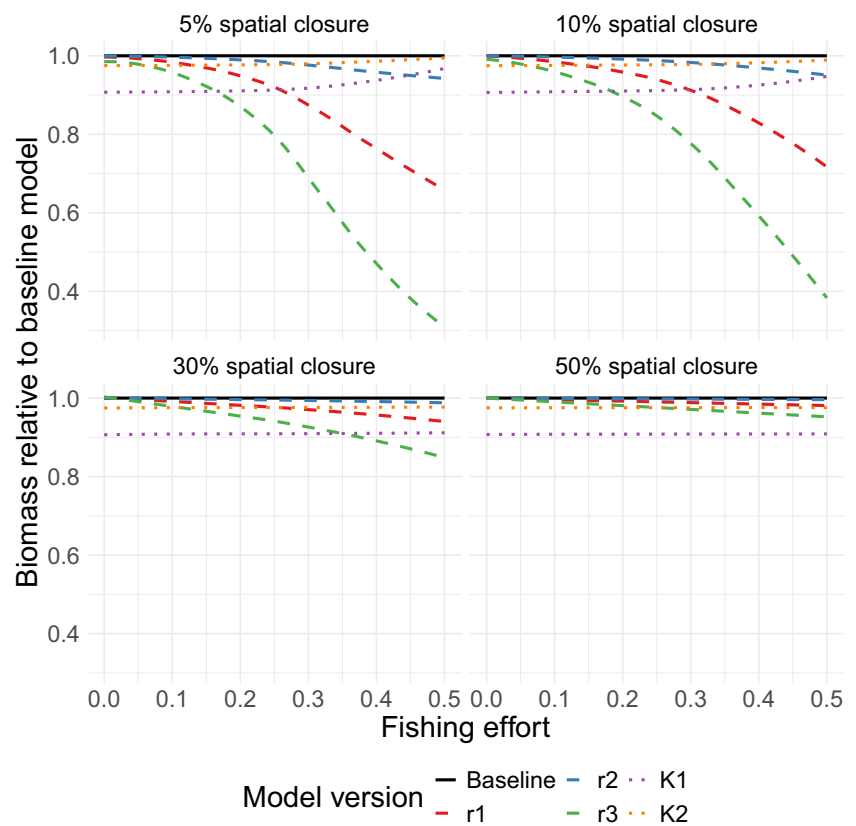 5% spatial closure
10% spatial closure
1.0
0.8
0.6
0.4
Biomass relative to baseline model
30% spatial closure
50% spatial closure
1.0
0.8
0.6
0.4
0.0 0.1 0.2 0.3 0.4 0.5
0.0 0.1 0.2 0.3 0.4 0.5
Fishing effort
Model version
Baseline r2 K1
r1 r3 K2